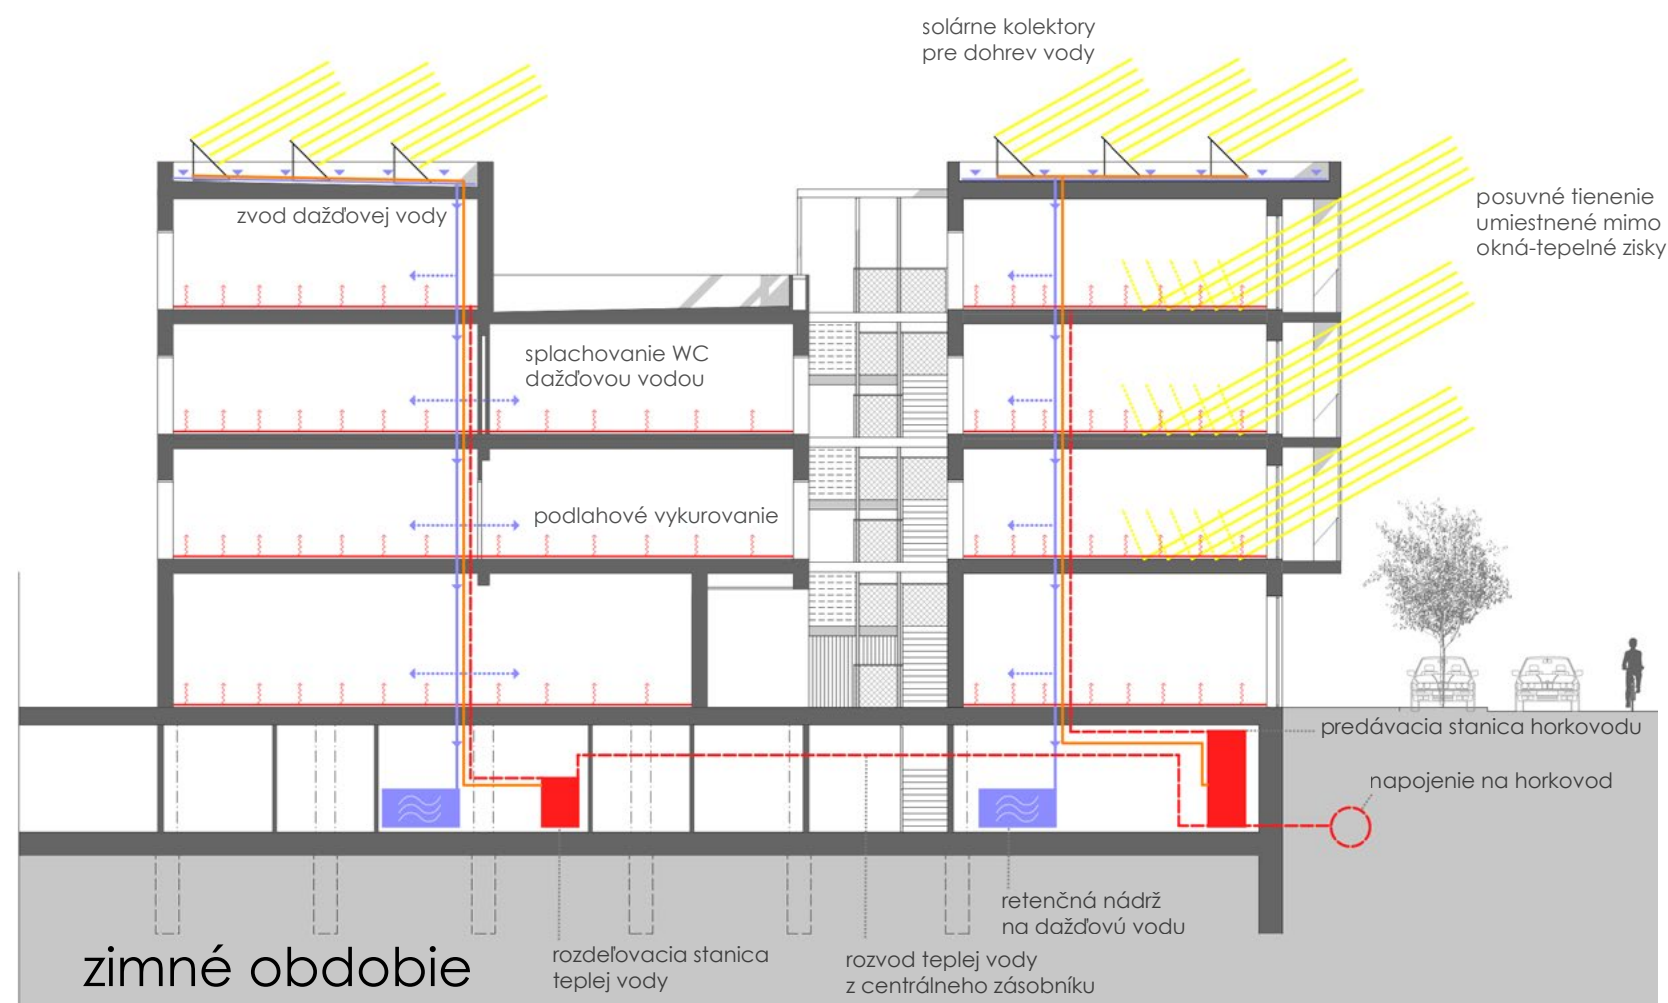 solárne kolektory
pre dohrev vody
posuvné tienenie
umiestnené mimo
okná-tepelné zisky
zvod dažďovej vody
splachovanie WC
dažďovou vodou
podlahové vykurovanie
predávacia stanica horkovodu
napojenie na horkovod
retenčná nádrž
na dažďovú vodu
rozdeľovacia stanica
teplej vody
rozvod teplej vody
z centrálneho zásobníku
zimné obdobie